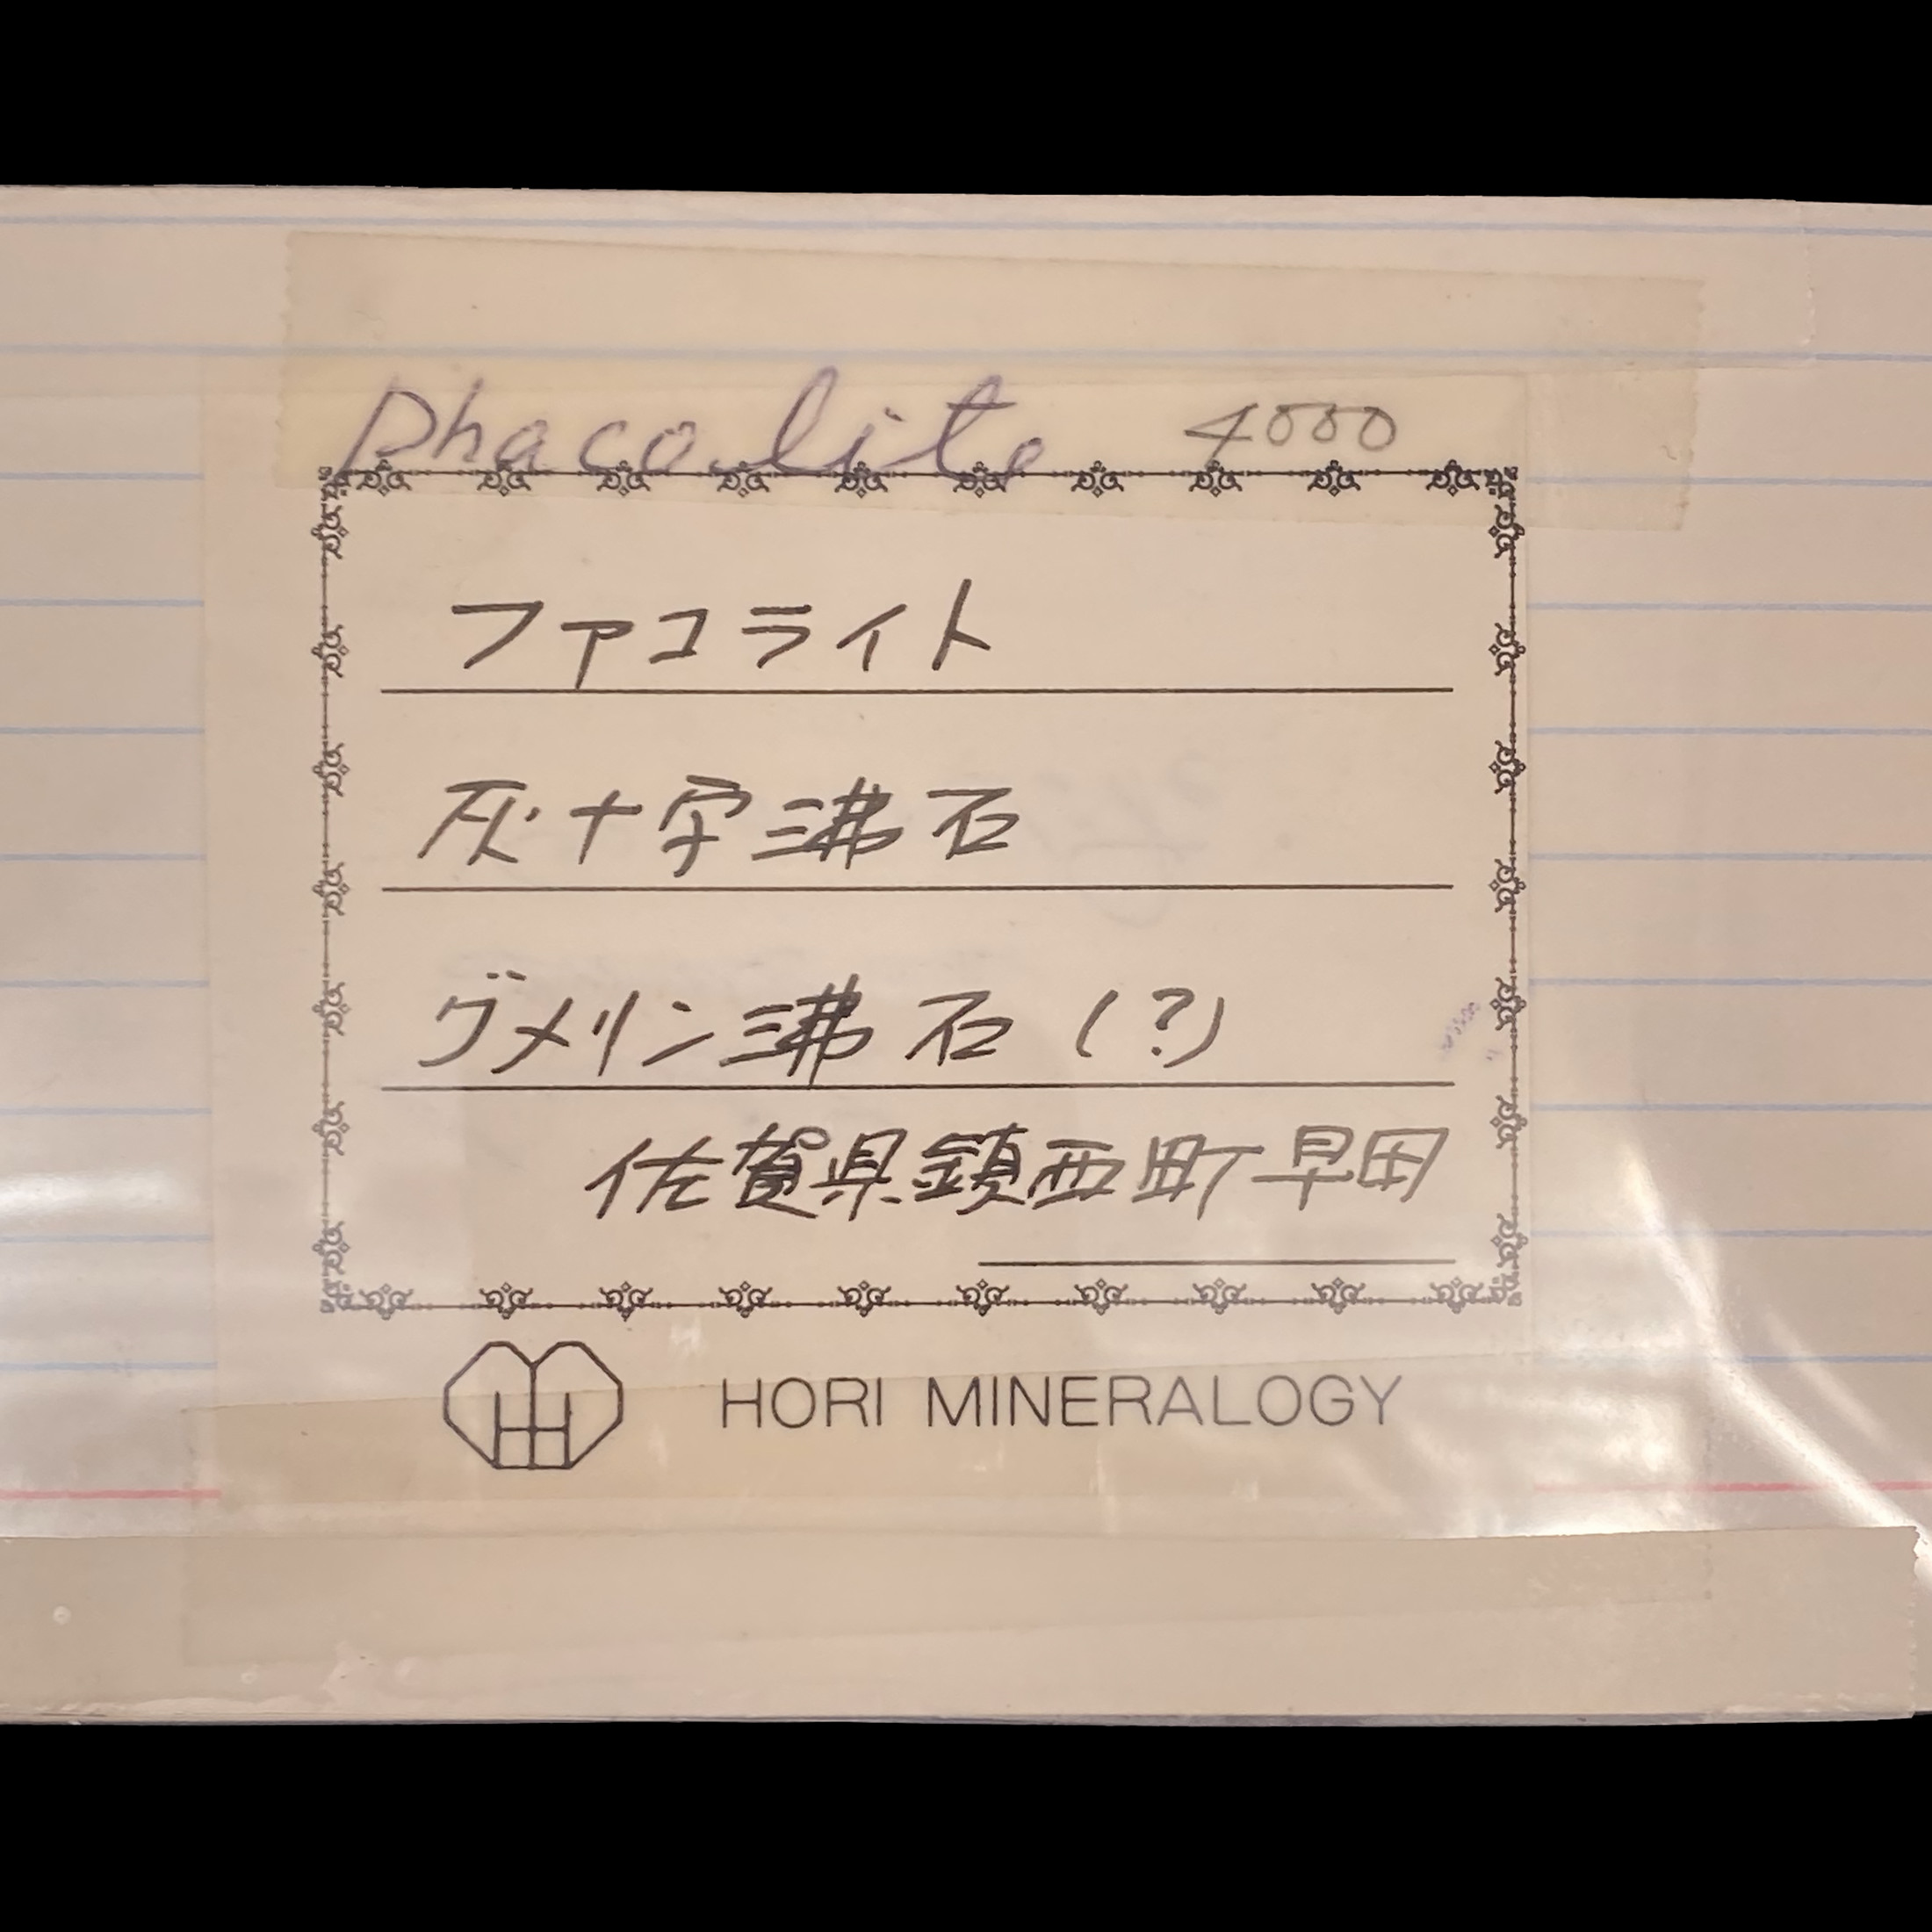 Phacolite 4000
ファコライト
灰十字沸石
グメリン沸石(?)
佐賀県鎮西町早田
HORI MINERALOGY